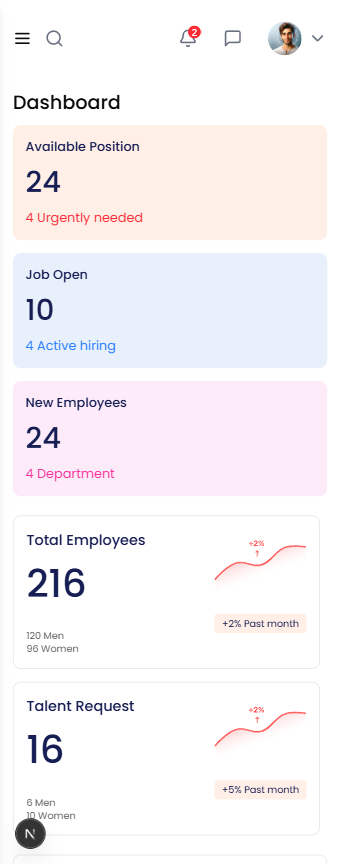 2
Dashboard
Available Position
24
4 Urgently needed
Job Open
10
4 Active hiring
New Employees
24
4 Department
Total Employees
216
120 Men
96 Women
+2%
↑
+2% Past month
Talent Request
16
6 Men
10 Women
+2%
↑
+5% Past month
N